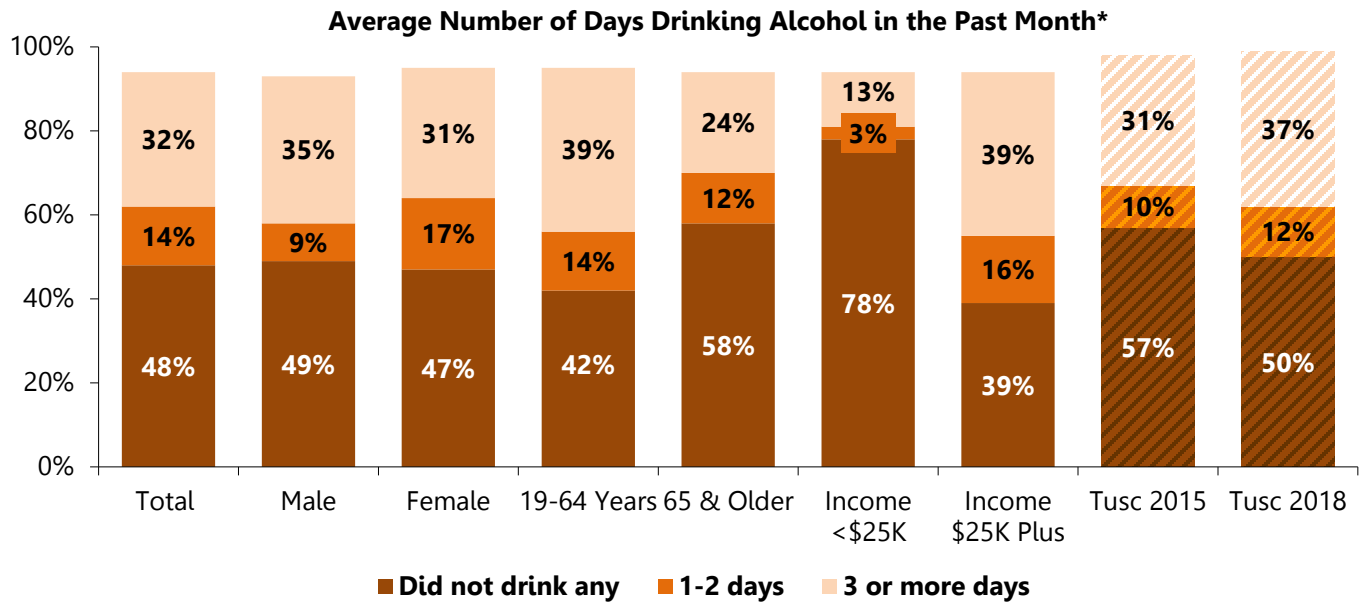 Average Number of Days Drinking Alcohol in the Past Month*
100%
80%
60%
40%
20%
0%
32% 35% 31% 39% 24% 13% 39% 31% 37%
14% 9% 17% 14% 12% 3% 16% 10% 12%
48% 49% 47% 42% 58% 78% 39% 57% 50%
Total Male Female 19-64 Years 65 & Older Income Income Tusc 2015 Tusc 2018
<$25K $25K Plus
Did not drink any 1-2 days 3 or more days